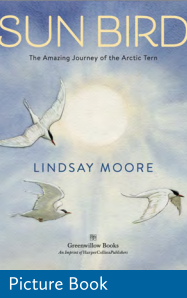 SUN BIRD
The Amazing Journey of the Arctic Tern
LINDSAY MOORE
Greenwillow Books
An Imprint of HarperCollinsPublishers
Picture Book